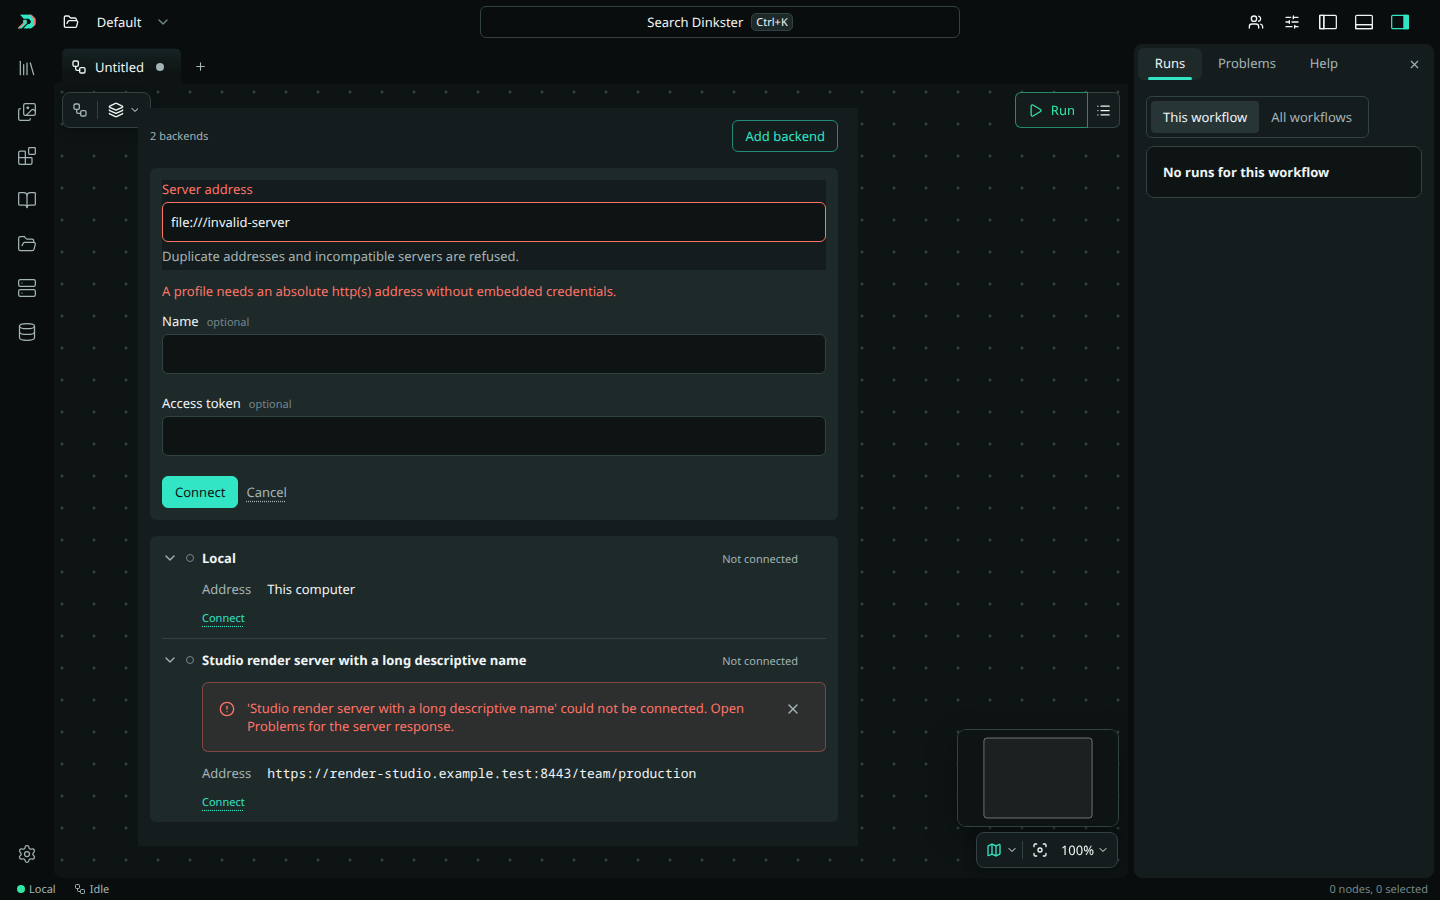 Default
Search Dinkster Ctrl+K
Untitled
Run
Runs Problems Help
This workflow All workflows
No runs for this workflow
2 backends
Add backend
Server address
file:///invalid-server
Duplicate addresses and incompatible servers are refused.
A profile needs an absolute http(s) address without embedded credentials.
Name optional
Access token optional
Connect Cancel
Local Not connected
Address This computer
Connect
Studio render server with a long descriptive name Not connected
'Studio render server with a long descriptive name' could not be connected. Open
Problems for the server response.
Address https://render-studio.example.test:8443/team/production
Connect
100%
Local Idle
0 nodes, 0 selected